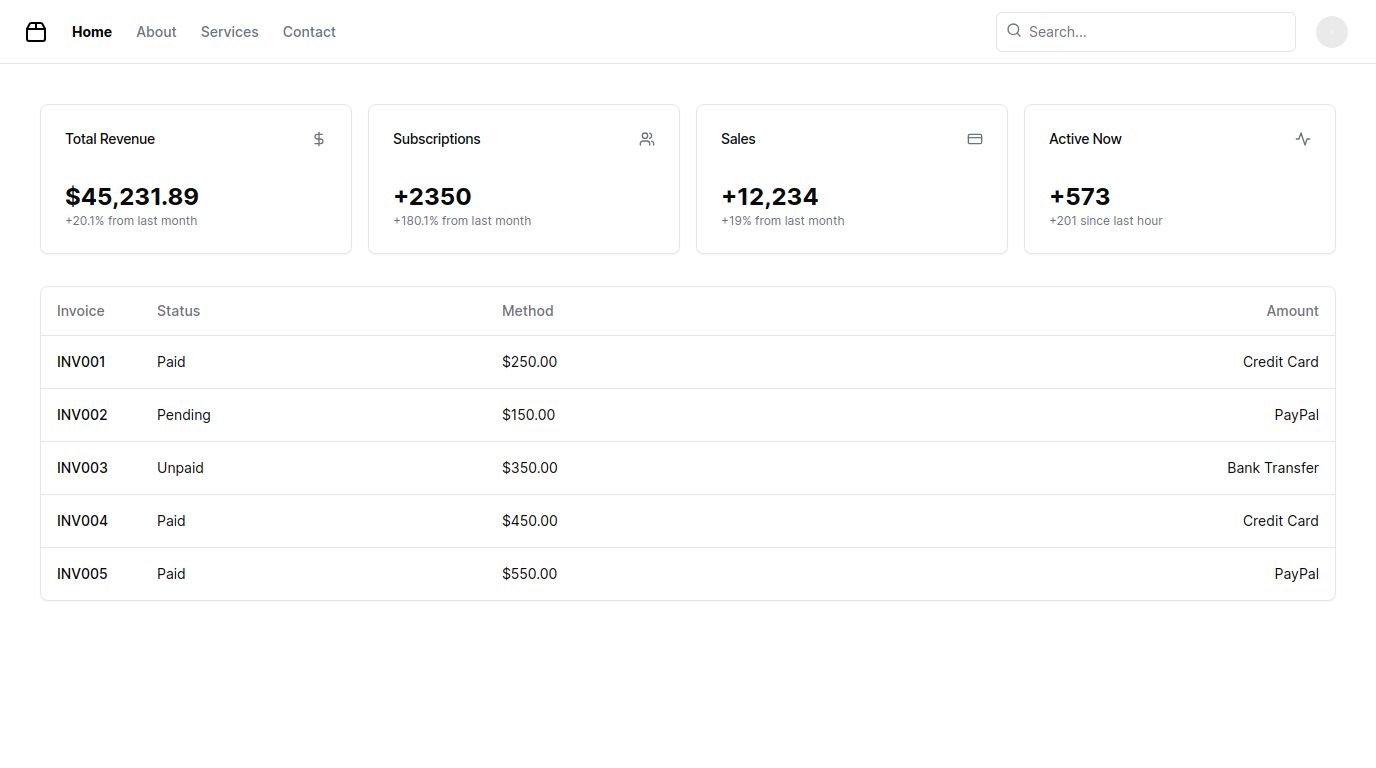 Home About Services Contact Search...
Total Revenue
$45,231.89
+20.1% from last month
Subscriptions
+2350
+180.1% from last month
Sales
+12,234
+19% from last month
Active Now
+573
+201 since last hour
Invoice Status Method Amount
INV001 Paid $250.00 Credit Card
INV002 Pending $150.00 PayPal
INV003 Unpaid $350.00 Bank Transfer
INV004 Paid $450.00 Credit Card
INV005 Paid $550.00 PayPal